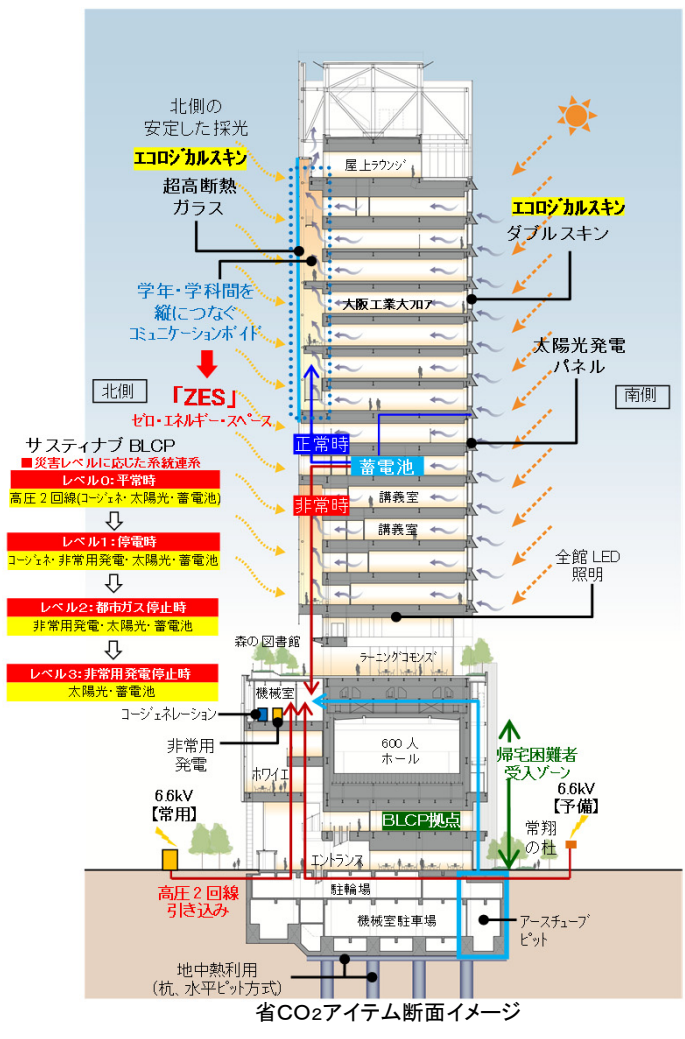 北側の
安定した採光
エコロジカルスキン
超高断熱
ガラス
学年・学科間を
縦につなぐ
コミュニケーションボイド
北側
「ZES」
ゼロ・エネルギー・スペース
屋上ラウンジ
エコロジカルスキン
ダブルスキン
大阪工業大フロア
太陽光発電
パネル
南側
サスティナブBLCP
■災害レベルに応じた系統連系
レベル0：平常時
高圧2回線(コージェネ・太陽光・蓄電池)
レベル1：停電時
コージェネ・非常用発電・太陽光・蓄電池
レベル2：都市ガス停止時
非常用発電・太陽光・蓄電池
レベル3：非常用発電停止時
太陽光・蓄電池
正常時
蓄電池
非常時
講義室
講義室
全館LED
照明
森の図書館
ラーニングコモンズ
機械室
コージェネレーション
非常用
発電
600人
ホール
ホワイエ
帰宅困難者
受入ゾーン
6.6kV
【常用】
6.6kV
【予備】
BLCP拠点
常翔
の杜
エントランス
高圧2回線
引き込み
駐輪場
機械室駐車場
アースチューブ
ピット
地中熱利用
(杭、水平ピット方式)
省CO2アイテム断面イメージ